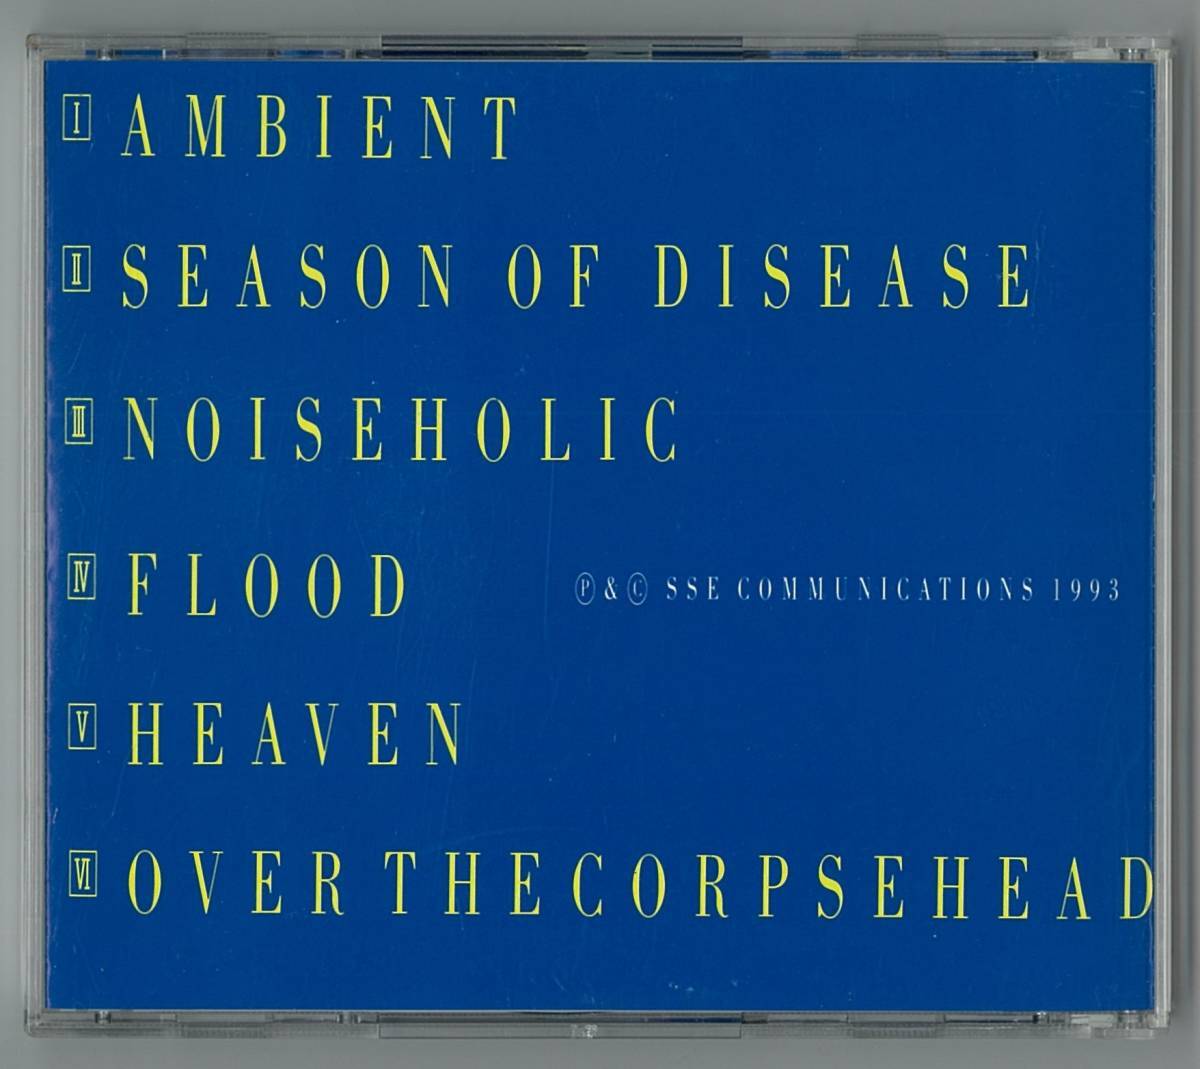 I AMBIENT
II SEASON OF DISEASE
III NOISEHOLIC
IV FLOOD
Ⓟ & Ⓒ SSE COMMUNICATIONS 1993
V HEAVEN
VI OVER THECORPSEHEAD